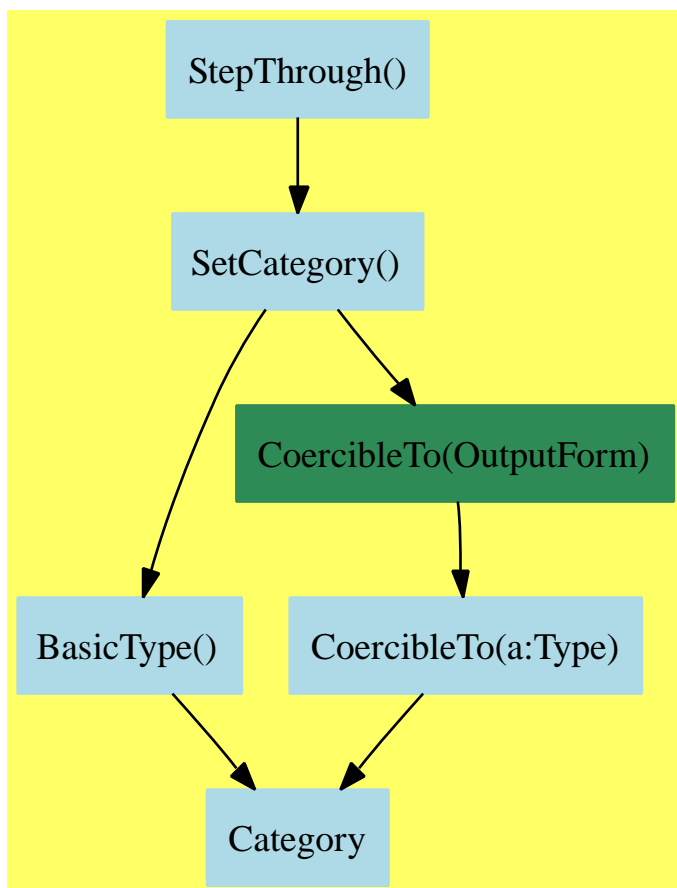 StepThrough()
SetCategory()
CoercibleTo(OutputForm)
BasicType()
CoercibleTo(a:Type)
Category